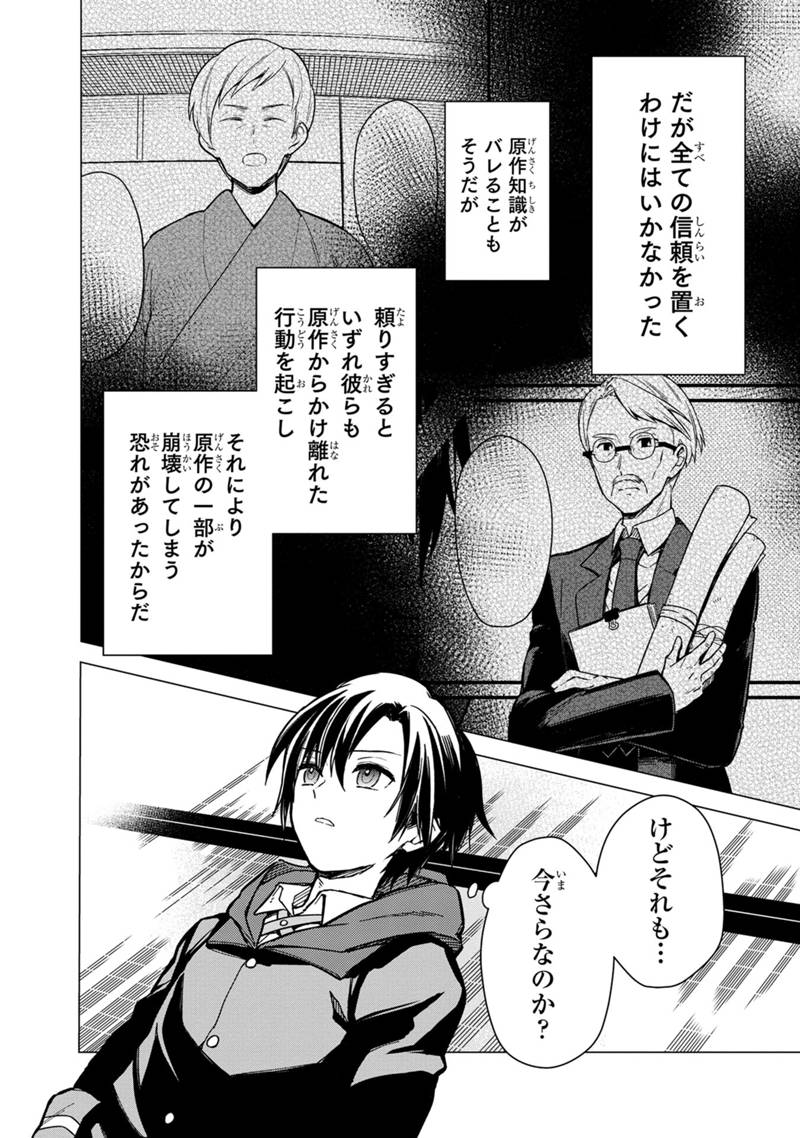 だが全ての信頼を置く
わけにはいかなかった
原作知識が
バレることも
そうだが
頼りすぎると
いずれ彼らも
原作からかけ離れた
行動を起こし
それにより
原作の一部が
崩壊してしまう
恐れがあったからだ
けどそれも…
今さらなのか？